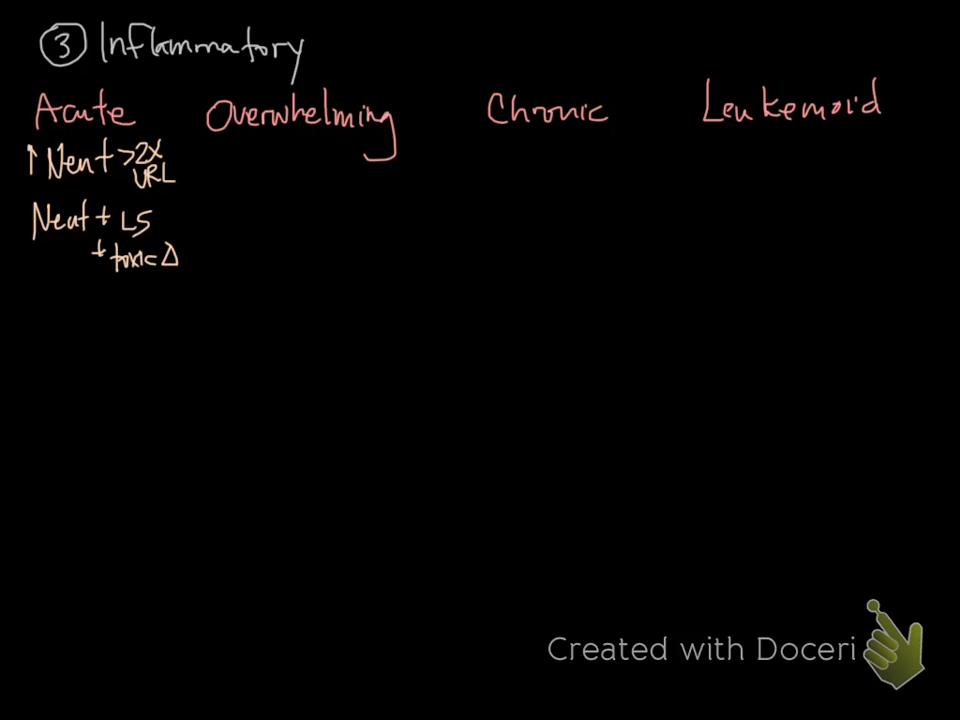 ③ Inflammatory
Acute Overwhelming Chronic Leukemoid
↑ Neut >2X
URL
Neut + LS
+ toxic Δ
Created with Doceri